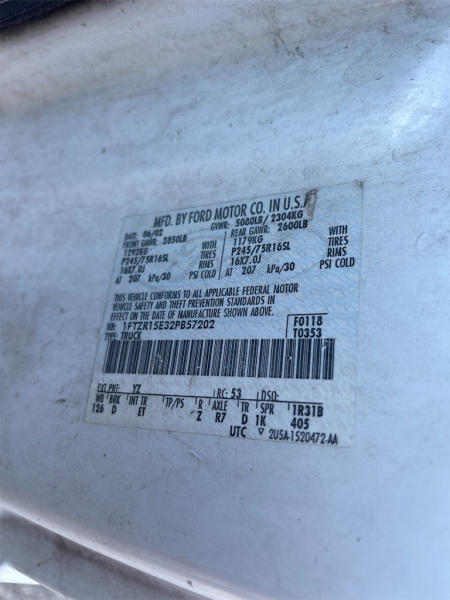 MFD. BY FORD MOTOR CO. IN U.S.A.
DATE: 06/02 GVWR: 5080LB/ 2304KG
FRONT GAWR: 2850LB REAR GAWR: 2600LB
1292KG WITH 1179KG WITH
P245/75R16SL TIRES P245/75R16SL TIRES
16X7.0J RIMS 16X7.0J RIMS
AT 207 kPa/30 PSI COLD AT 207 kPa/30 PSI COLD
THIS VEHICLE CONFORMS TO ALL APPLICABLE FEDERAL MOTOR
VEHICLE SAFETY AND THEFT PREVENTION STANDARDS IN
EFFECT ON THE DATE OF MANUFACTURE SHOWN ABOVE.
VIN: 1FTZR15E32PB57202 F0118
TYPE: TRUCK T0353
EXT PNT: YZ RC: 53 DSO:
WB BRK INT TR TP/PS R AXLE TR SPR 1R31B
126 D ET Z R7 D 1K 405
UTC ▽ 2U5A-1520472-AA